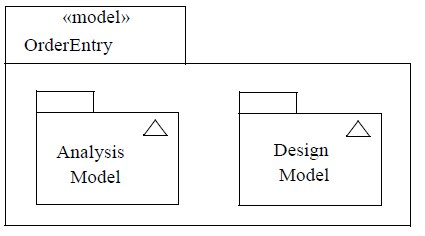 «model»
OrderEntry
Analysis
Model
Design
Model